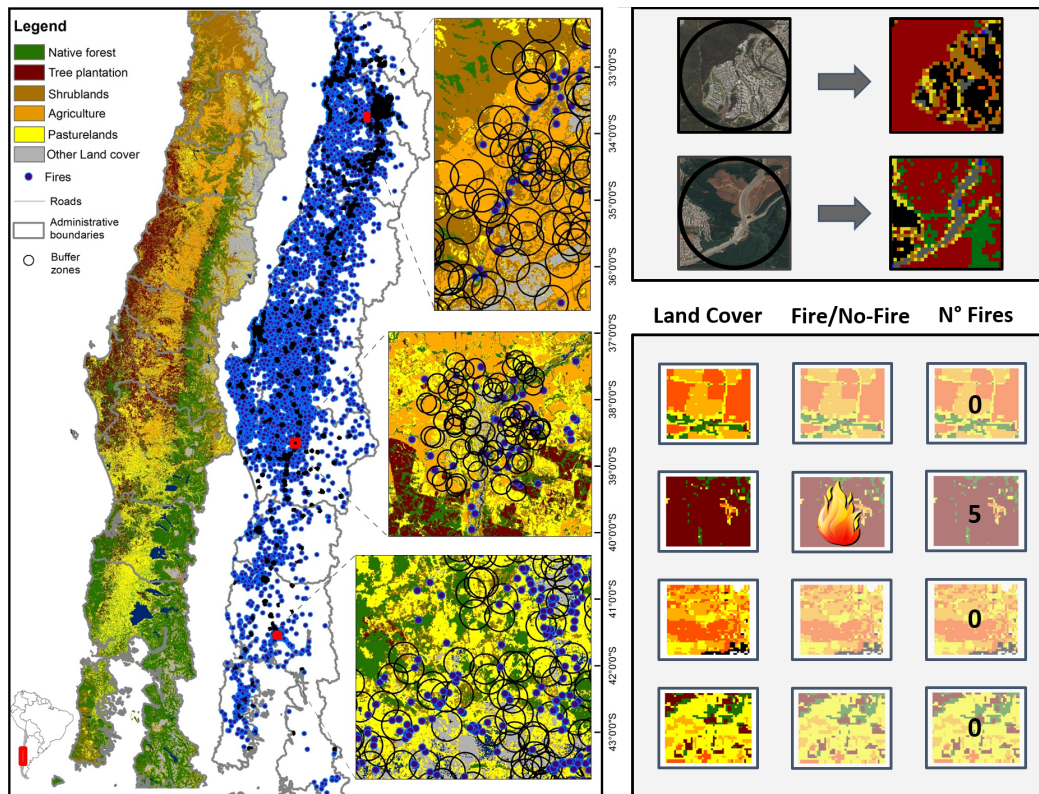 Legend
Native forest
Tree plantation
Shrublands
Agriculture
Pasturelands
Other Land cover
Fires
Roads
Administrative
boundaries
Buffer
zones
33°0'0"S
34°0'0"S
35°0'0"S
36°0'0"S
37°0'0"S
38°0'0"S
39°0'0"S
40°0'0"S
41°0'0"S
42°0'0"S
43°0'0"S
Land Cover Fire/No-Fire N° Fires
0
5
0
0